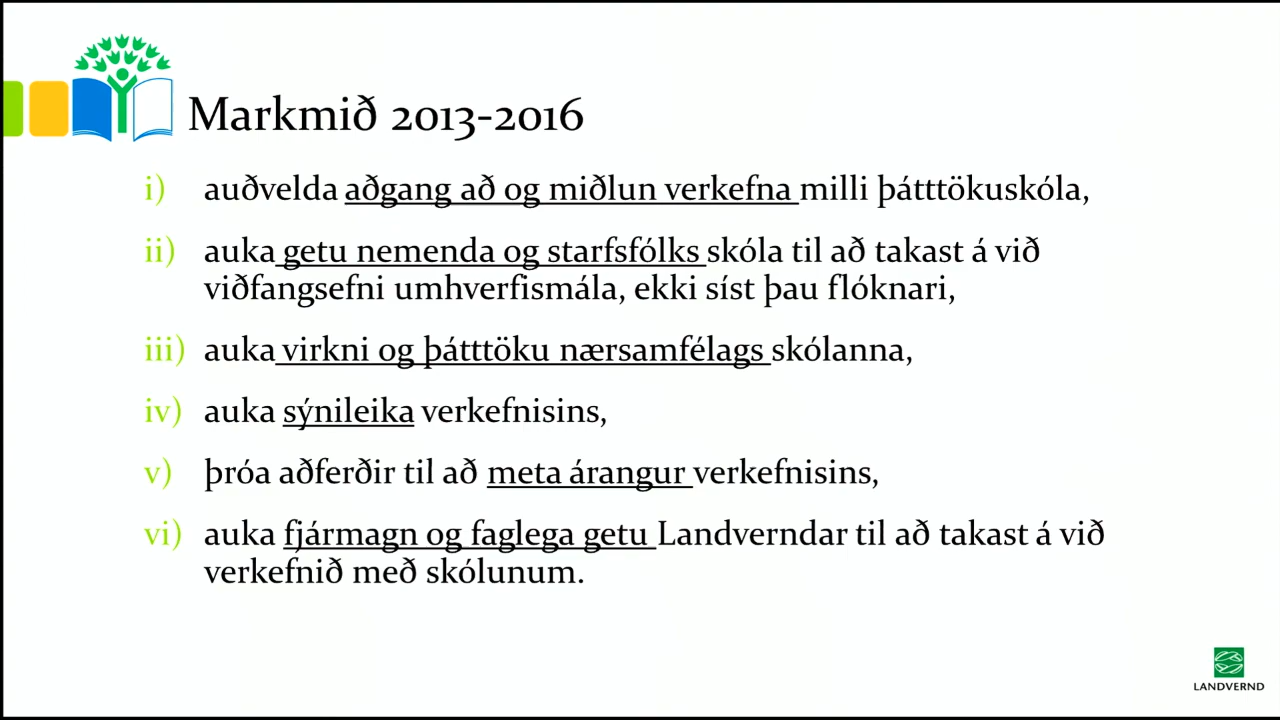 Markmið 2013-2016
i) auðvelda aðgang að og miðlun verkefna milli þátttökuskóla,
ii) auka getu nemenda og starfsfólks skóla til að takast á við
viðfangsefni umhverfismála, ekki síst þau flóknari,
iii) auka virkni og þátttöku nærsamfélags skólanna,
iv) auka sýnileika verkefnisins,
v) þróa aðferðir til að meta árangur verkefnisins,
vi) auka fjármagn og faglega getu Landverndar til að takast á við
verkefnið með skólunum.
LANDVERND